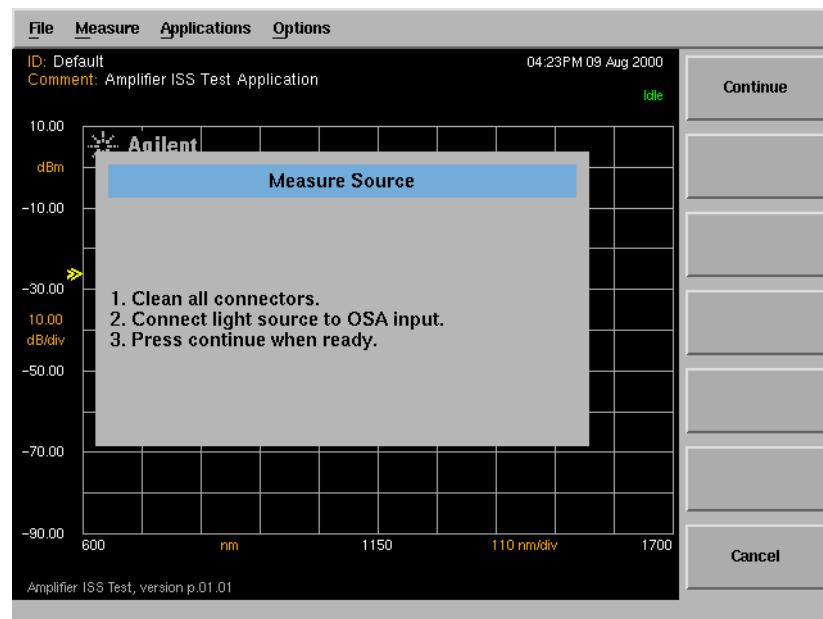 File Measure Applications Options
ID: Default
04:23PM 09 Aug 2000
Comment: Amplifier ISS Test Application
Idle
Continue
10.00
Agilent
dBm
Measure Source
-10.00
-30.00
1. Clean all connectors.
10.00
2. Connect light source to OSA input.
dB/div
3. Press continue when ready.
-50.00
-70.00
-90.00
600 nm 1150 110 nm/div 1700
Cancel
Amplifier ISS Test, version p.01.01